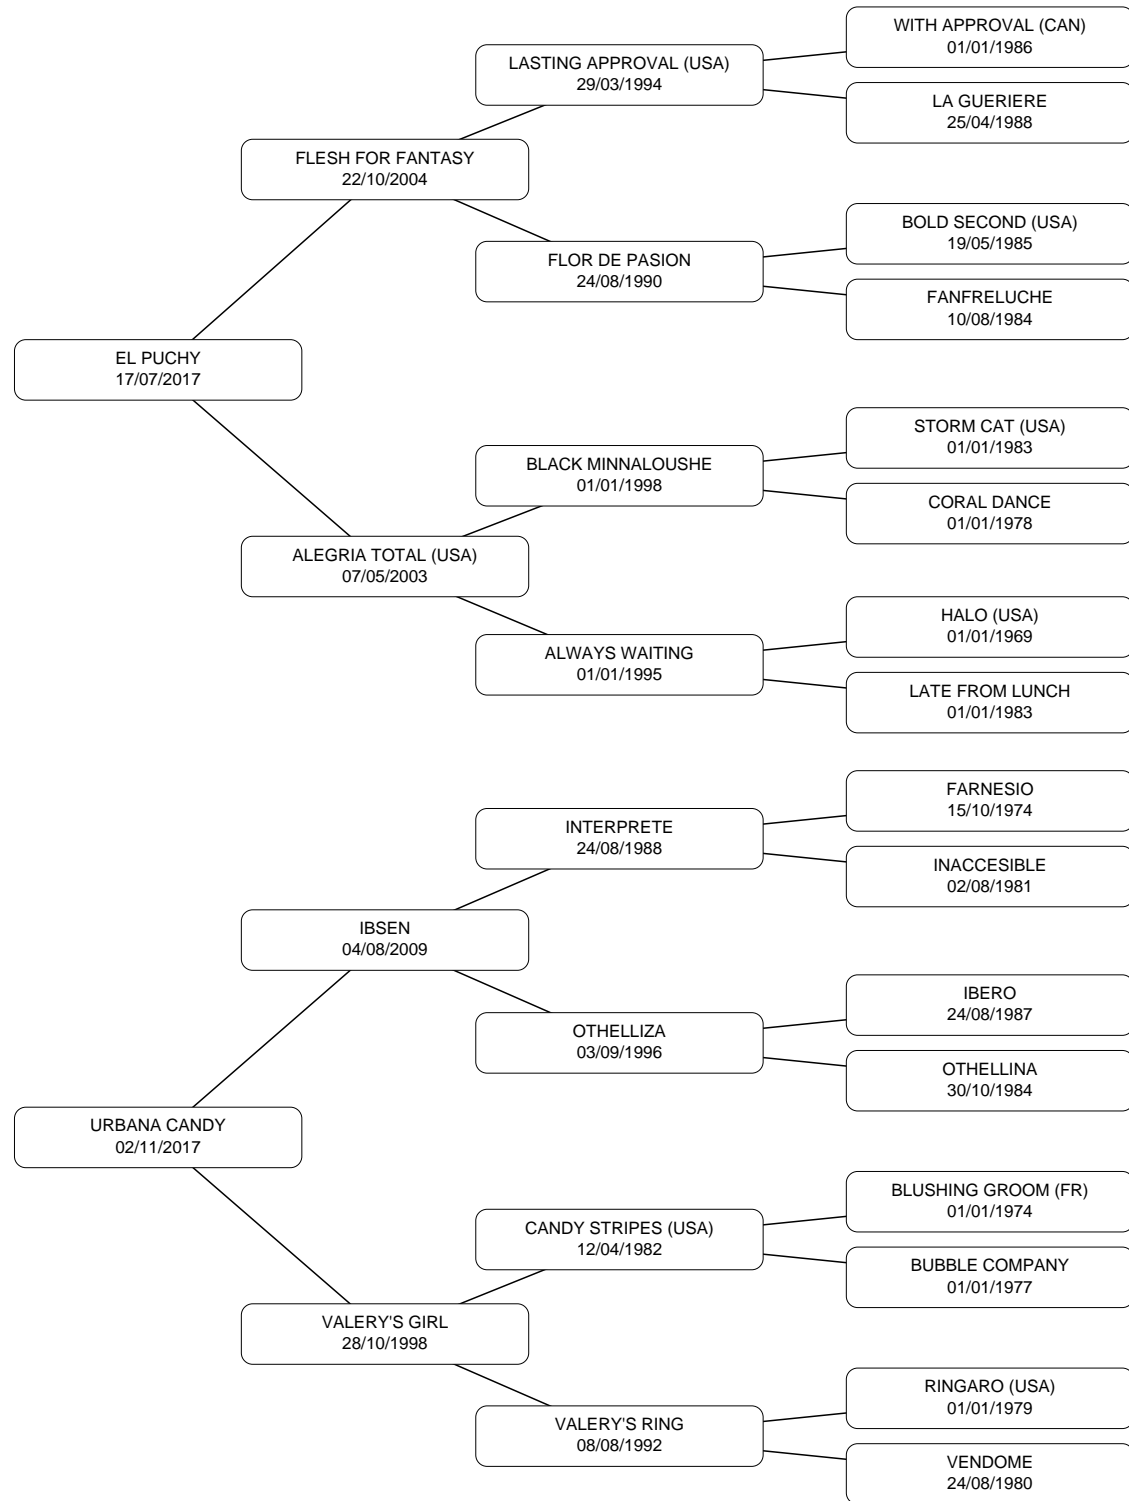 WITH APPROVAL (CAN)
01/01/1986
LASTING APPROVAL (USA)
29/03/1994
LA GUERIERE
25/04/1988
FLESH FOR FANTASY
22/10/2004
BOLD SECOND (USA)
19/05/1985
FLOR DE PASION
24/08/1990
FANFRELUCHE
10/08/1984
EL PUCHY
17/07/2017
STORM CAT (USA)
01/01/1983
BLACK MINNALOUSHE
01/01/1998
CORAL DANCE
01/01/1978
ALEGRIA TOTAL (USA)
07/05/2003
HALO (USA)
01/01/1969
ALWAYS WAITING
01/01/1995
LATE FROM LUNCH
01/01/1983
FARNESIO
15/10/1974
INTERPRETE
24/08/1988
INACCESIBLE
02/08/1981
IBSEN
04/08/2009
IBERO
24/08/1987
OTHELLIZA
03/09/1996
OTHELLINA
30/10/1984
URBANA CANDY
02/11/2017
BLUSHING GROOM (FR)
01/01/1974
CANDY STRIPES (USA)
12/04/1982
BUBBLE COMPANY
01/01/1977
VALERY'S GIRL
28/10/1998
RINGARO (USA)
01/01/1979
VALERY'S RING
08/08/1992
VENDOME
24/08/1980